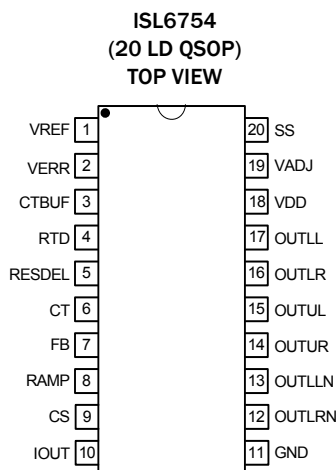 ISL6754
(20 LD QSOP)
TOP VIEW
VREF 1 20 SS
VERR 2 19 VADJ
CTBUF 3 18 VDD
RTD 4 17 OUTLL
RESDEL 5 16 OUTLR
CT 6 15 OUTUL
FB 7 14 OUTUR
RAMP 8 13 OUTLLN
CS 9 12 OUTLRN
IOUT 10 11 GND